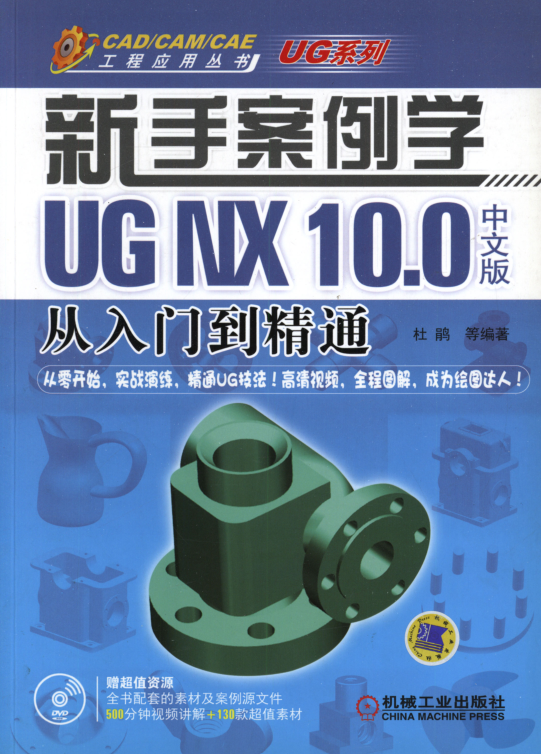 CAD/CAM/CAE
工程应用丛书
UG系列
新手案例学
UG NX 10.0
中文版
从入门到精通
杜 鹃 等编著
从零开始，实战演练，精通UG技法！高清视频，全程图解，成为绘图达人！
DVD
赠超值资源
全书配套的素材及案例源文件
500分钟视频讲解+130款超值素材
机械工业出版社
CHINA MACHINE PRESS